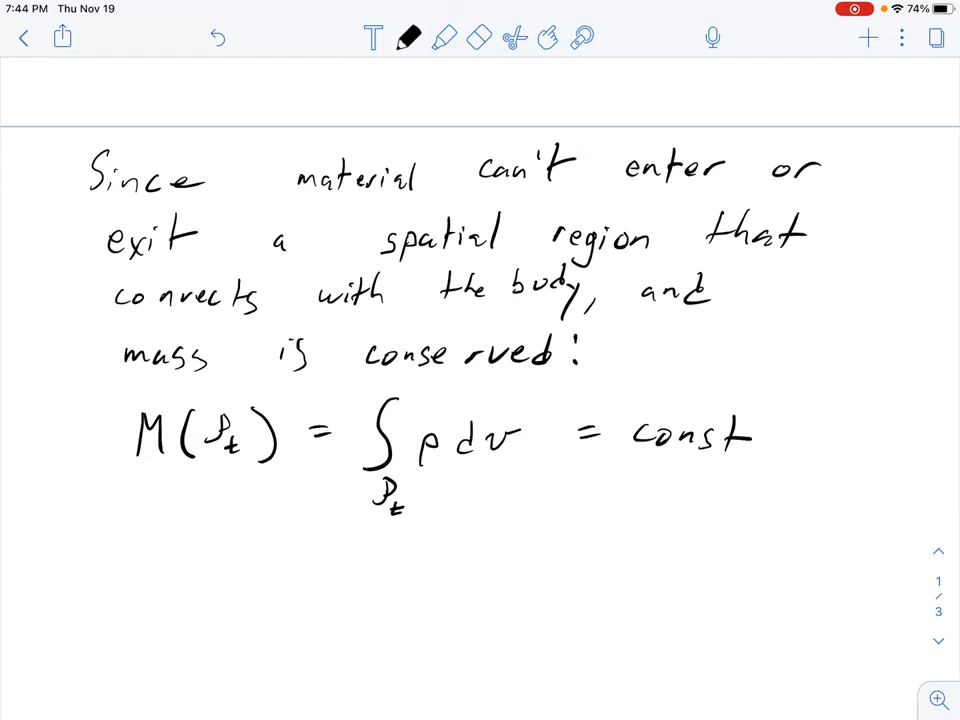 7:44 PM Thu Nov 19
74%
Since material can't enter or
exit a spatial region that
convects with the body, and
mass is conserved:
M(𝒫_t) = ∫_{𝒫_t} ρ dv = const
1
/
3